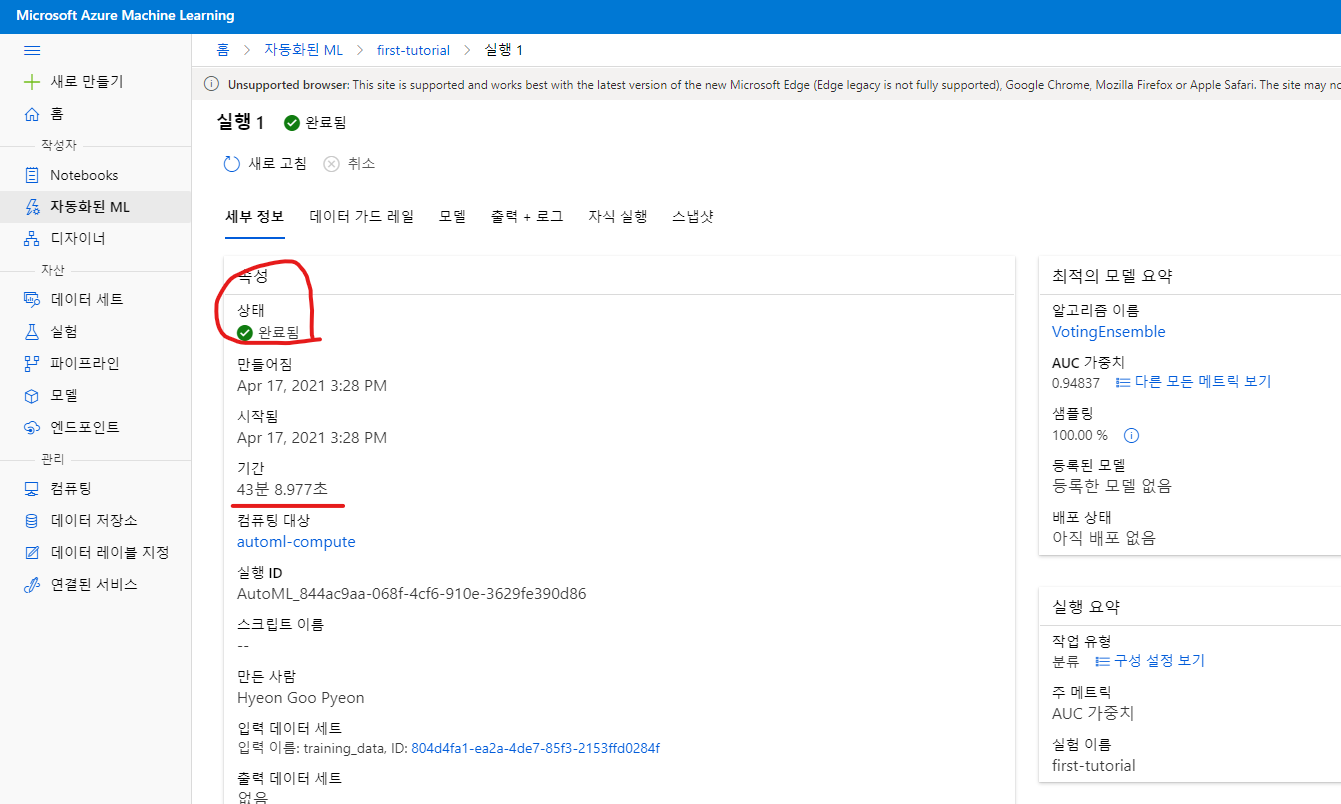 Microsoft Azure Machine Learning
홈 > 자동화된 ML > first-tutorial > 실행 1
Unsupported browser: This site is supported and works best with the latest version of the new Microsoft Edge (Edge legacy is not fully supported), Google Chrome, Mozilla Firefox or Apple Safari. The site may
새로 만들기
홈
작성자
Notebooks
자동화된 ML
디자이너
자산
데이터 세트
실험
파이프라인
모델
엔드포인트
관리
컴퓨팅
데이터 저장소
데이터 레이블 지정
연결된 서비스
실행 1 완료됨
새로 고침 취소
세부 정보 데이터 가드 레일 모델 출력 + 로그 자식 실행 스냅샷
속성
상태
완료됨
만들어짐
Apr 17, 2021 3:28 PM
시작됨
Apr 17, 2021 3:28 PM
기간
43분 8.977초
컴퓨팅 대상
automl-compute
실행 ID
AutoML_844ac9aa-068f-4cf6-910e-3629fe390d86
스크립트 이름
--
만든 사람
Hyeon Goo Pyeon
입력 데이터 세트
입력 이름: training_data, ID: 804d4fa1-ea2a-4de7-85f3-2153ffd0284f
출력 데이터 세트
없음
최적의 모델 요약
알고리즘 이름
VotingEnsemble
AUC 가중치
0.94837 다른 모든 메트릭 보기
샘플링
100.00 %
등록된 모델
등록한 모델 없음
배포 상태
아직 배포 없음
실행 요약
작업 유형
분류 구성 설정 보기
주 메트릭
AUC 가중치
실험 이름
first-tutorial